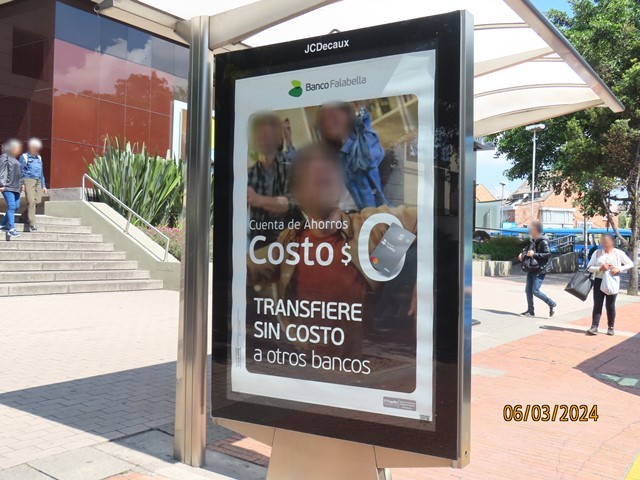 JCDecaux
Banco Falabella
Cuenta de Ahorros
Costo $0
TRANSFIERE
SIN COSTO
a otros bancos
06/03/2024